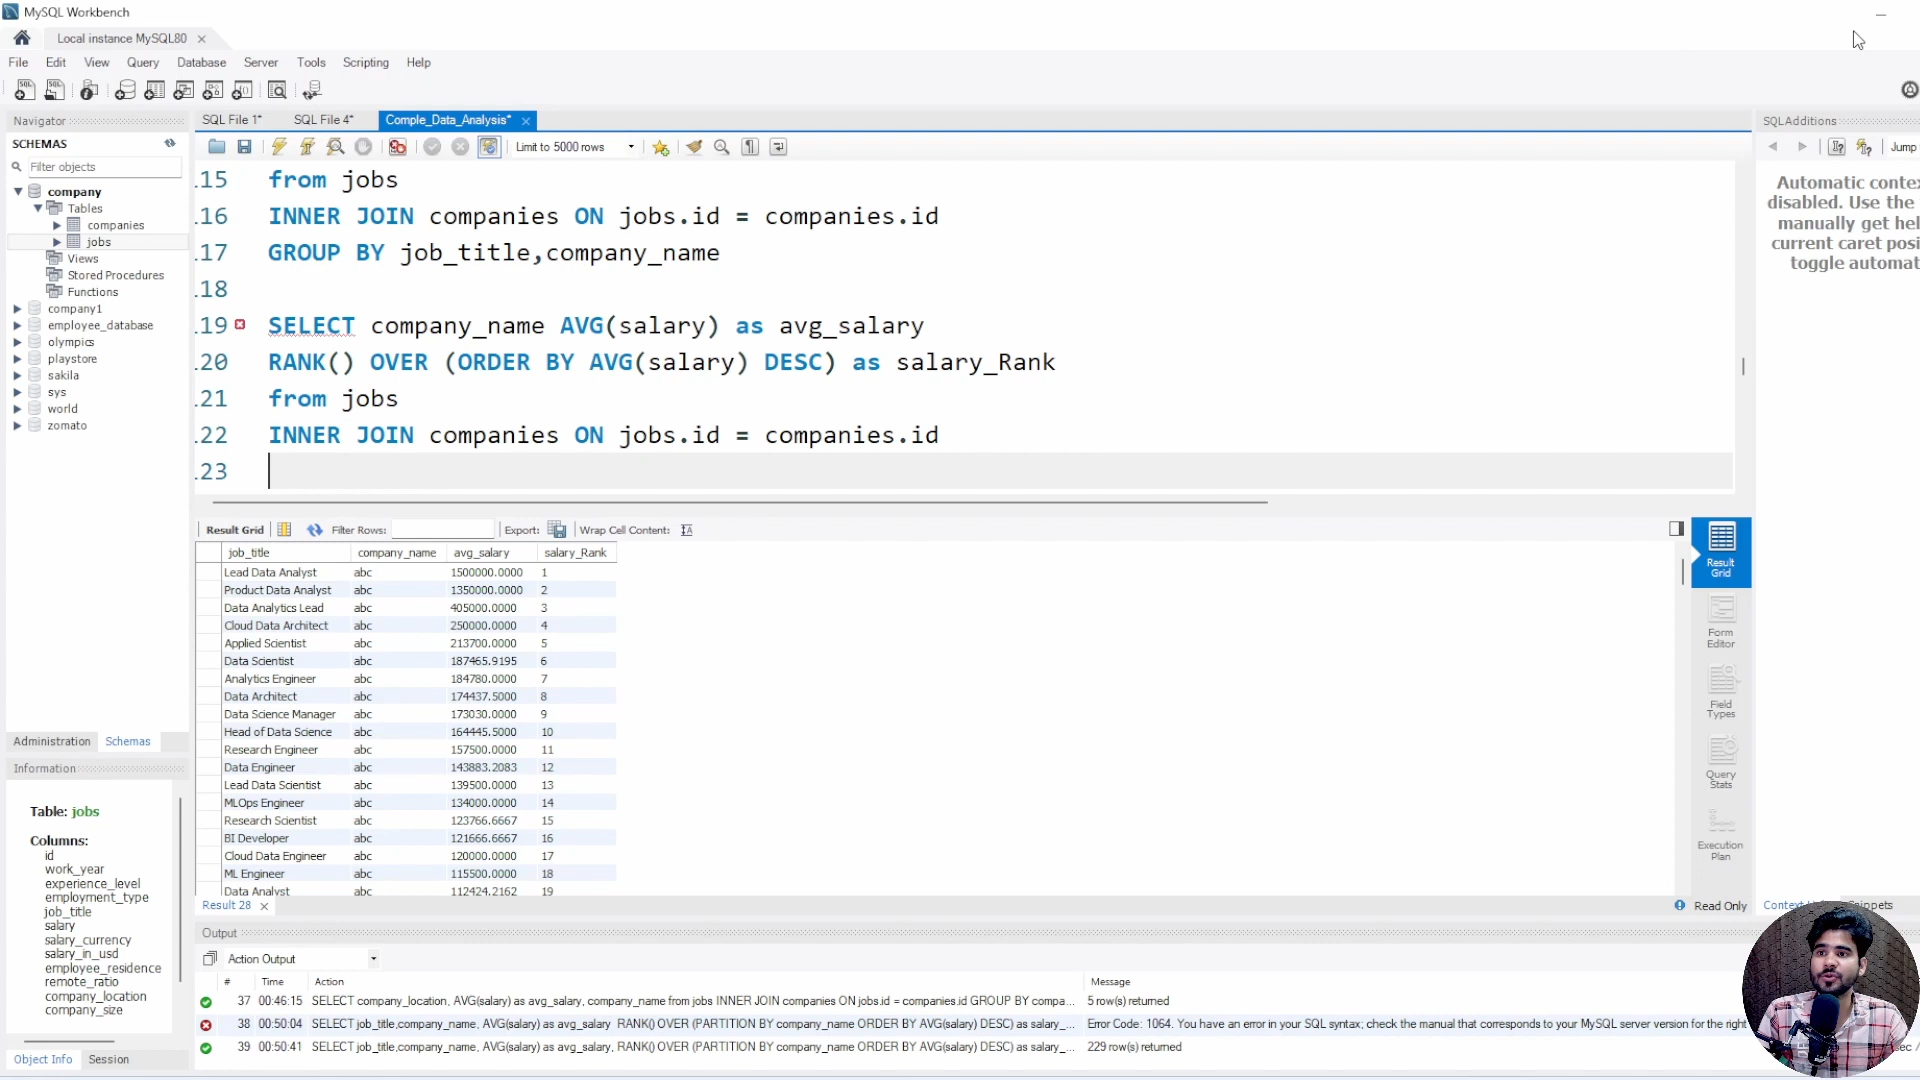 MySQL Workbench
Local instance MySQL80
File Edit View Query Database Server Tools Scripting Help
Navigator
SCHEMAS
Filter objects
company
Tables
companies
jobs
Views
Stored Procedures
Functions
company1
employee_database
olympics
playstore
sakila
sys
world
zomato
Administration Schemas
Information
Table: jobs
Columns:
id
work_year
experience_level
employment_type
job_title
salary
salary_currency
salary_in_usd
employee_residence
remote_ratio
company_location
company_size
Object Info Session
SQL File 1* SQL File 4* Comple_Data_Analysis*
Limit to 5000 rows
.15 from jobs
.16 INNER JOIN companies ON jobs.id = companies.id
.17 GROUP BY job_title,company_name
.18
.19 SELECT company_name AVG(salary) as avg_salary
.20 RANK() OVER (ORDER BY AVG(salary) DESC) as salary_Rank
.21 from jobs
.22 INNER JOIN companies ON jobs.id = companies.id
.23
Result Grid Filter Rows: Export: Wrap Cell Content:
job_title company_name avg_salary salary_Rank
Lead Data Analyst abc 1500000.0000 1
Product Data Analyst abc 1350000.0000 2
Data Analytics Lead abc 405000.0000 3
Cloud Data Architect abc 250000.0000 4
Applied Scientist abc 213700.0000 5
Data Scientist abc 187465.9195 6
Analytics Engineer abc 184780.0000 7
Data Architect abc 174437.5000 8
Data Science Manager abc 173030.0000 9
Head of Data Science abc 164445.5000 10
Research Engineer abc 157500.0000 11
Data Engineer abc 143883.2083 12
Lead Data Scientist abc 139500.0000 13
MLOps Engineer abc 134000.0000 14
Research Scientist abc 123766.6667 15
BI Developer abc 121666.6667 16
Cloud Data Engineer abc 120000.0000 17
ML Engineer abc 115500.0000 18
Data Analyst abc 112424.2162 19
Result 28
Read Only
Result Grid
Form Editor
Field Types
Query Stats
Execution Plan
SQLAdditions
Jump
Automatic contex
disabled. Use the
manually get hel
current caret posi
toggle automat
Output
Action Output
# Time Action Message
37 00:46:15 SELECT company_location, AVG(salary) as avg_salary, company_name from jobs INNER JOIN companies ON jobs.id = companies.id GROUP BY compa... 5 row(s) returned
38 00:50:04 SELECT job_title,company_name, AVG(salary) as avg_salary RANK() OVER (PARTITION BY company_name ORDER BY AVG(salary) DESC) as salary_... Error Code: 1064. You have an error in your SQL syntax; check the manual that corresponds to your MySQL server version for the right
39 00:50:41 SELECT job_title,company_name, AVG(salary) as avg_salary, RANK() OVER (PARTITION BY company_name ORDER BY AVG(salary) DESC) as salary_... 229 row(s) returned